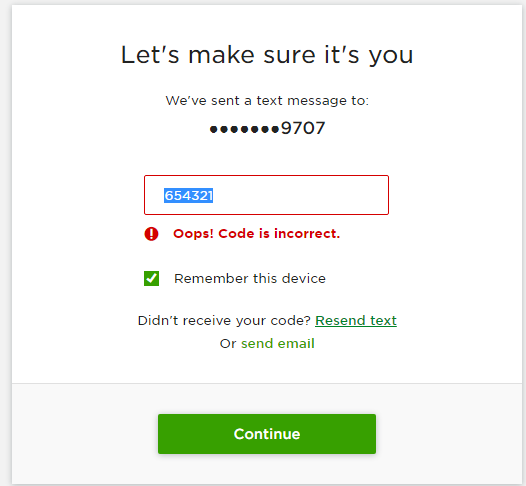 Let's make sure it's you
We've sent a text message to:
•••••••9707
654321
Oops! Code is incorrect.
Remember this device
Didn't receive your code? Resend text
Or send email
Continue